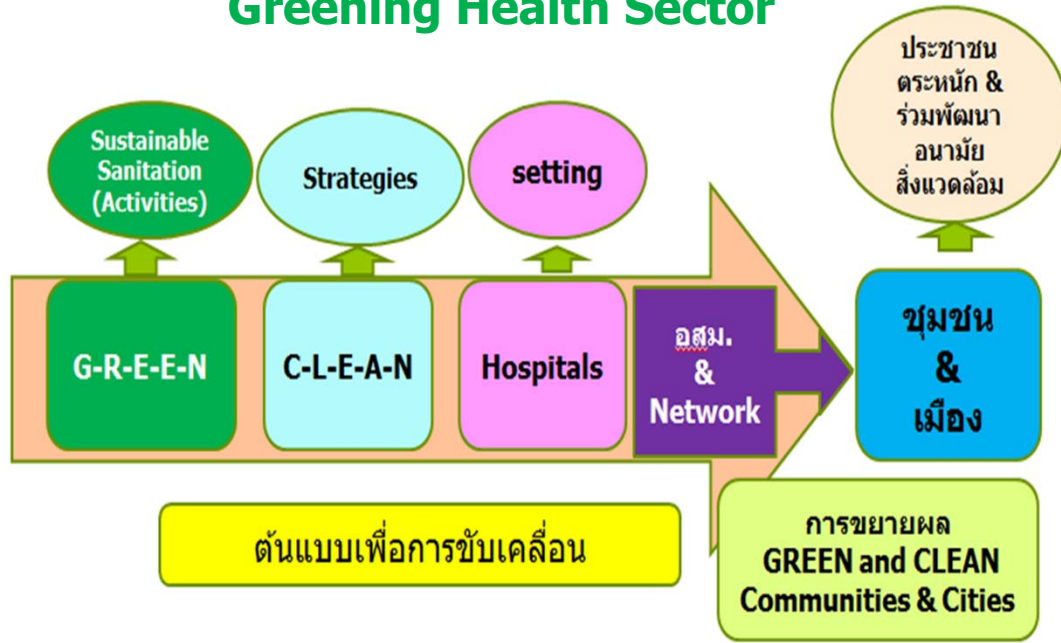 Greening Health Sector
ประชาชน
ตระหนัก &
ร่วมพัฒนา
อนามัย
สิ่งแวดล้อม
Sustainable
Sanitation
(Activities)
Strategies
setting
G-R-E-E-N
C-L-E-A-N
Hospitals
อสม.
&
Network
ชุมชน
&
เมือง
ต้นแบบเพื่อการขับเคลื่อน
การขยายผล
GREEN and CLEAN
Communities & Cities